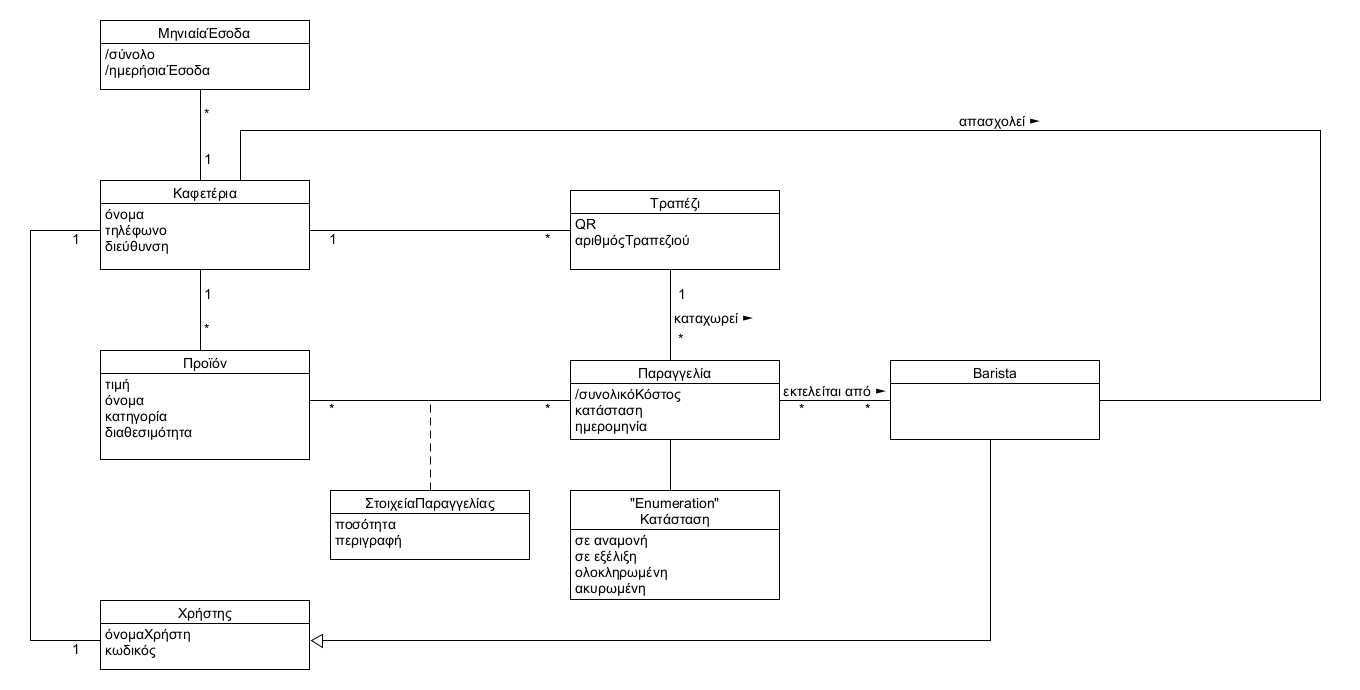 ΜηνιαίαΈσοδα
/σύνολο
/ημερήσιαΈσοδα
*
1
απασχολεί ►
Καφετέρια
όνομα
τηλέφωνο
διεύθυνση
1
1
*
Τραπέζι
QR
αριθμόςΤραπεζιού
1
*
1
καταχωρεί ►
*
Προϊόν
τιμή
όνομα
κατηγορία
διαθεσιμότητα
*
*
Παραγγελία
/συνολικόΚόστος
κατάσταση
ημερομηνία
εκτελείται από ►
*
*
Barista
ΣτοιχείαΠαραγγελίας
ποσότητα
περιγραφή
"Enumeration"
Κατάσταση
σε αναμονή
σε εξέλιξη
ολοκληρωμένη
ακυρωμένη
Χρήστης
όνομαΧρήστη
κωδικός
1